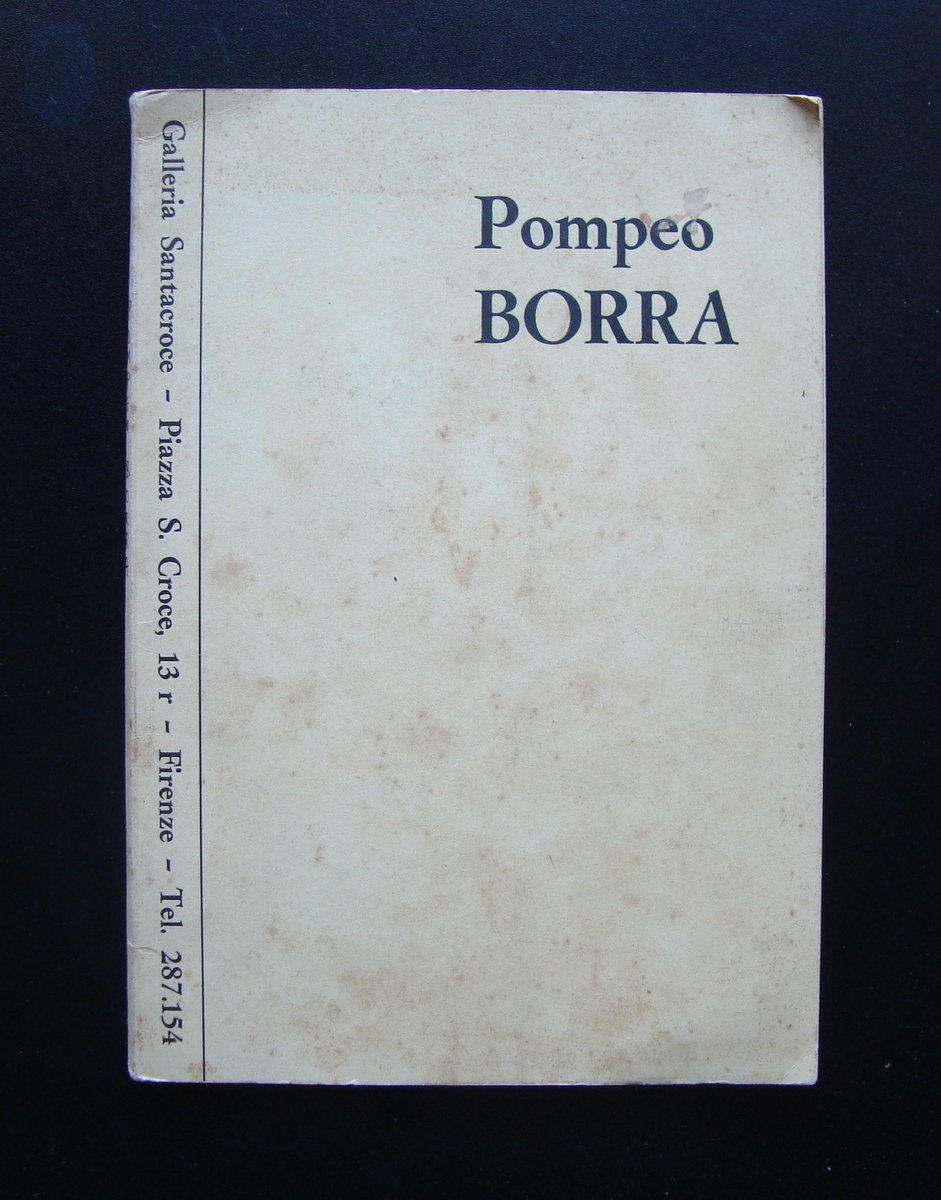 Pompeo
BORRA
Galleria Santacroce - Piazza S. Croce, 13 r - Firenze - Tel. 287.154